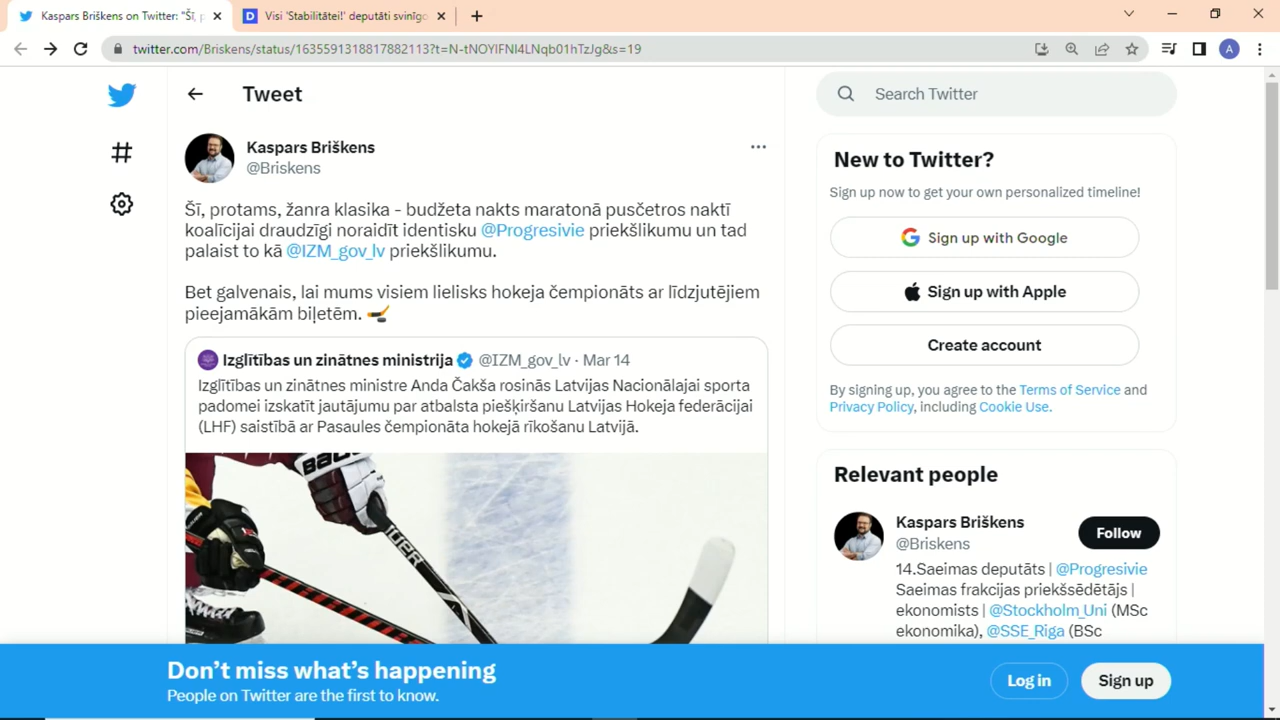 Kaspars Briškens on Twitter: "Šī, p
Visi 'Stabilitātei!' deputāti svinīgo
twitter.com/Briskens/status/1635591318817882113?t=N-tNOYIFNI4LNqb01hTzJg&s=19
A
Tweet
Search Twitter
Kaspars Briškens
@Briskens
Šī, protams, žanra klasika - budžeta nakts maratonā pusčetros naktī
koalīcijai draudzīgi noraidīt identisku @Progresivie priekšlikumu un tad
palaist to kā @IZM_gov_lv priekšlikumu.
Bet galvenais, lai mums visiem lielisks hokeja čempionāts ar līdzjutējiem
pieejamākām biļetēm.
Izglītības un zinātnes ministrija @IZM_gov_lv · Mar 14
Izglītības un zinātnes ministre Anda Čakša rosinās Latvijas Nacionālajai sporta
padomei izskatīt jautājumu par atbalsta piešķiršanu Latvijas Hokeja federācijai
(LHF) saistībā ar Pasaules čempionāta hokejā rīkošanu Latvijā.
New to Twitter?
Sign up now to get your own personalized timeline!
Sign up with Google
Sign up with Apple
Create account
By signing up, you agree to the Terms of Service and
Privacy Policy, including Cookie Use.
Relevant people
Kaspars Briškens
@Briskens
Follow
14.Saeimas deputāts | @Progresivie
Saeimas frakcijas priekšsēdētājs |
ekonomists | @Stockholm_Uni (MSc
ekonomika), @SSE_Riga (BSc
Don't miss what's happening
People on Twitter are the first to know.
Log in
Sign up